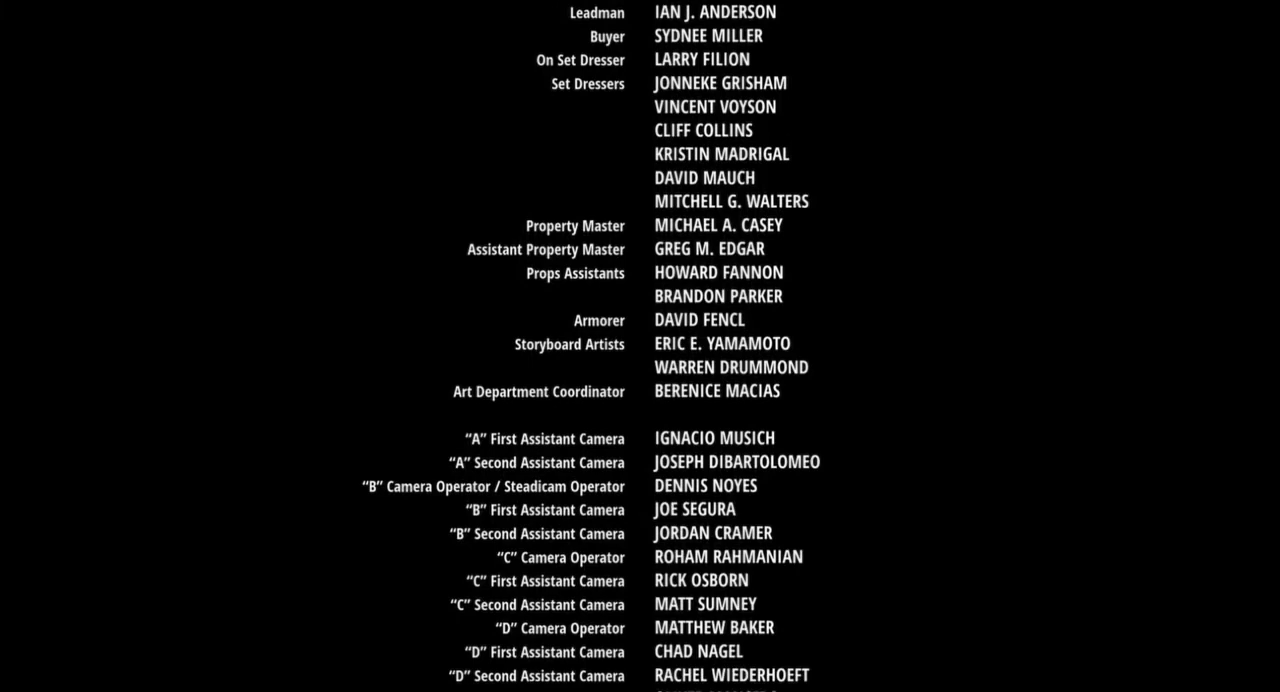 Leadman IAN J. ANDERSON
Buyer SYDNEE MILLER
On Set Dresser LARRY FILION
Set Dressers JONNEKE GRISHAM
VINCENT VOYSON
CLIFF COLLINS
KRISTIN MADRIGAL
DAVID MAUCH
MITCHELL G. WALTERS
Property Master MICHAEL A. CASEY
Assistant Property Master GREG M. EDGAR
Props Assistants HOWARD FANNON
BRANDON PARKER
Armorer DAVID FENCL
Storyboard Artists ERIC E. YAMAMOTO
WARREN DRUMMOND
Art Department Coordinator BERENICE MACIAS
“A” First Assistant Camera IGNACIO MUSICH
“A” Second Assistant Camera JOSEPH DIBARTOLOMEO
“B” Camera Operator / Steadicam Operator DENNIS NOYES
“B” First Assistant Camera JOE SEGURA
“B” Second Assistant Camera JORDAN CRAMER
“C” Camera Operator ROHAM RAHMANIAN
“C” First Assistant Camera RICK OSBORN
“C” Second Assistant Camera MATT SUMNEY
“D” Camera Operator MATTHEW BAKER
“D” First Assistant Camera CHAD NAGEL
“D” Second Assistant Camera RACHEL WIEDERHOEFT